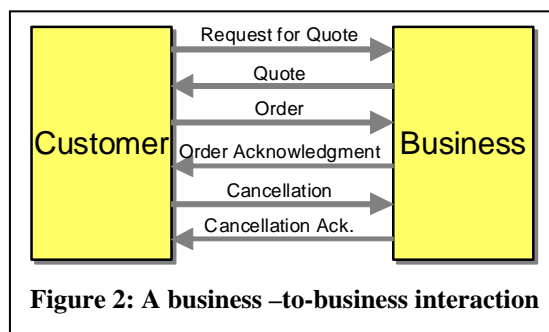 Request for Quote
Quote
Order
Customer
Business
Order Acknowledgment
Cancellation
Cancellation Ack.
Figure 2: A business –to-business interaction